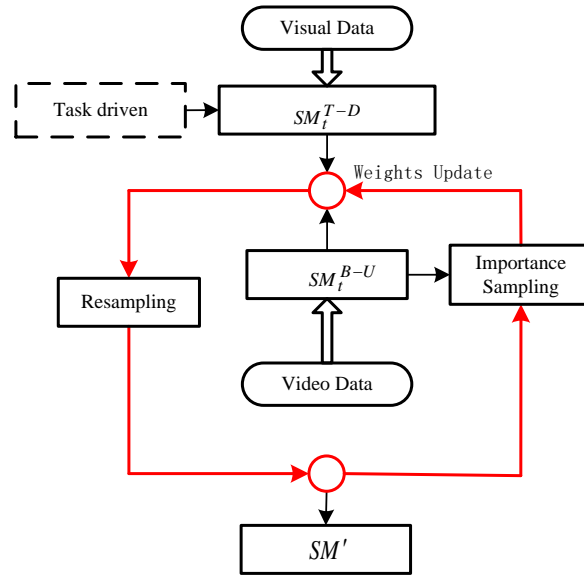 Visual Data
Task driven
SM_t^{T-D}
Weights Update
Resampling
SM_t^{B-U}
Importance
Sampling
Video Data
SM'